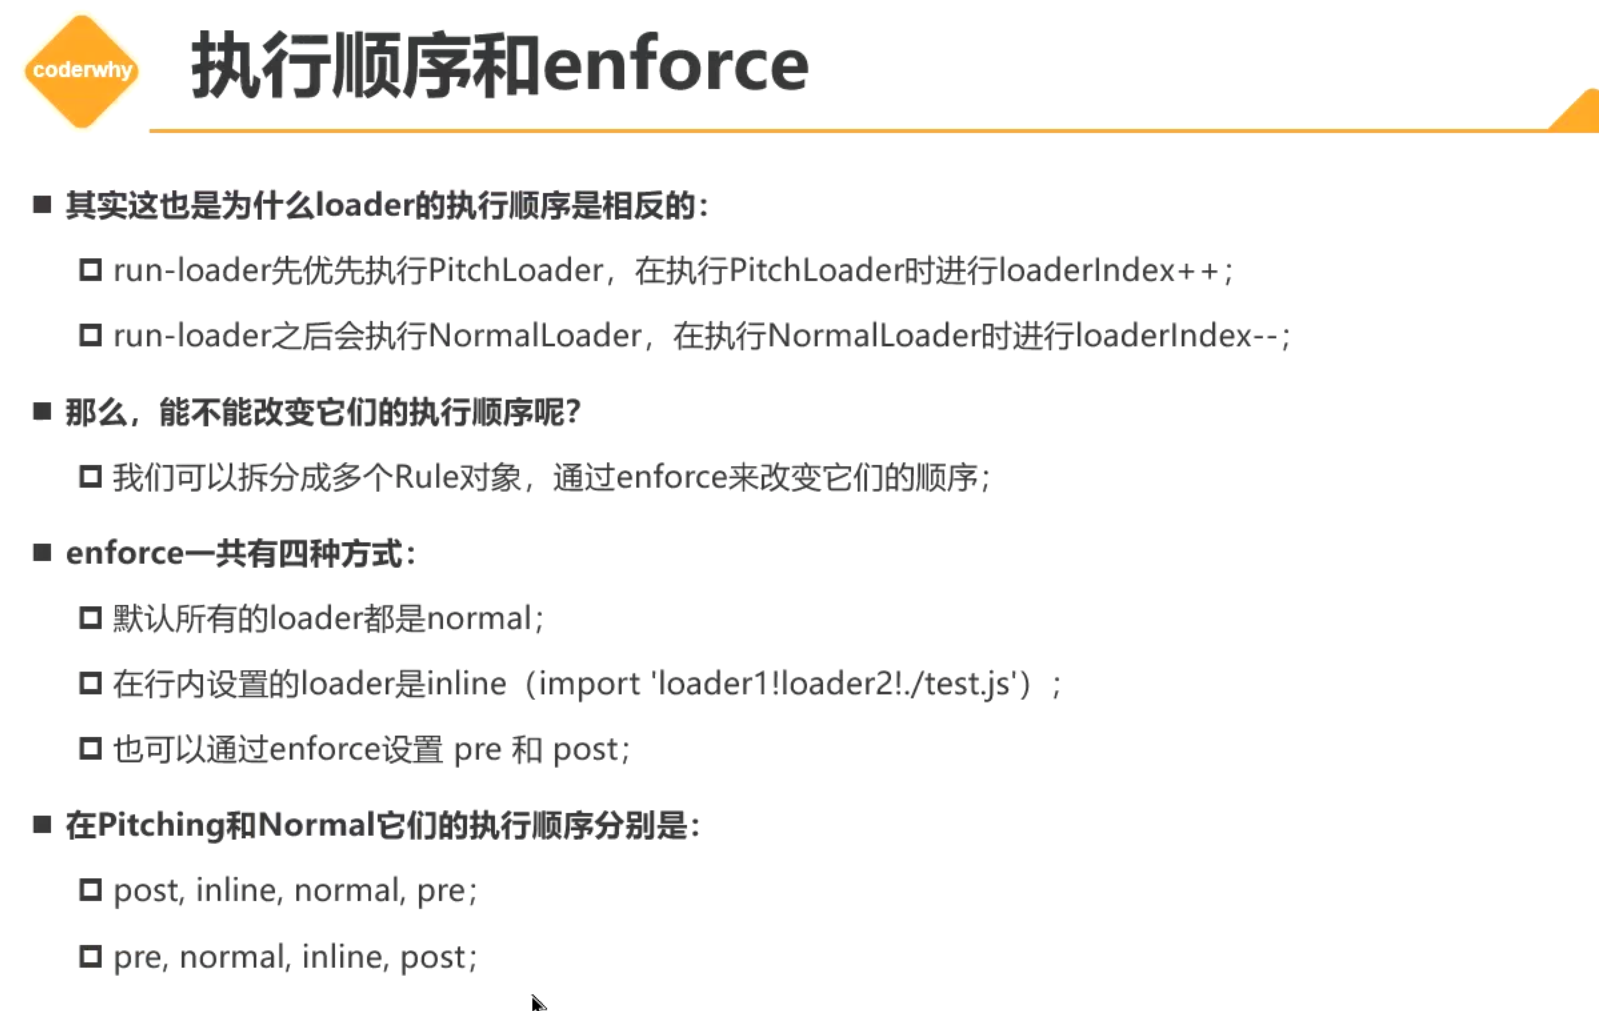 coderwhy
执行顺序和enforce
其实这也是为什么loader的执行顺序是相反的：
run-loader先优先执行PitchLoader，在执行PitchLoader时进行loaderIndex++；
run-loader之后会执行NormalLoader，在执行NormalLoader时进行loaderIndex--；
那么，能不能改变它们的执行顺序呢？
我们可以拆分成多个Rule对象，通过enforce来改变它们的顺序；
enforce一共有四种方式：
默认所有的loader都是normal；
在行内设置的loader是inline（import 'loader1!loader2!./test.js'）；
也可以通过enforce设置 pre 和 post；
在Pitching和Normal它们的执行顺序分别是：
post, inline, normal, pre；
pre, normal, inline, post；